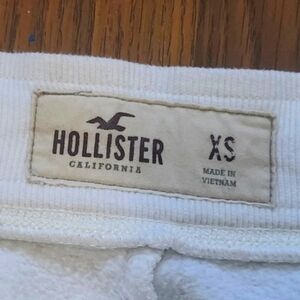 HOLLISTER
CALIFORNIA
XS
MADE IN
VIETNAM